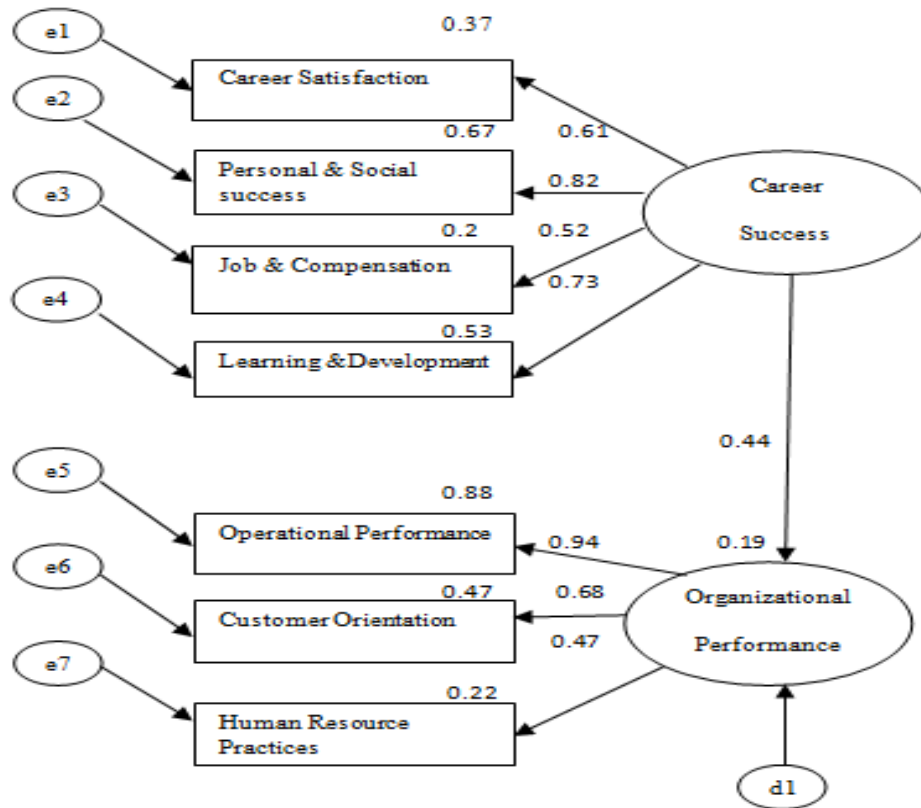 0.37
e1
Career Satisfaction
e2
0.67
0.61
Personal & Social
success
0.82
Career
Success
e3
0.2
0.52
Job & Compensation
0.73
e4
0.53
Learning &Development
0.44
e5
0.88
Operational Performance
0.94
0.19
e6
0.47
0.68
Organizational
Performance
Customer Orientation
0.47
e7
0.22
Human Resource
Practices
d1